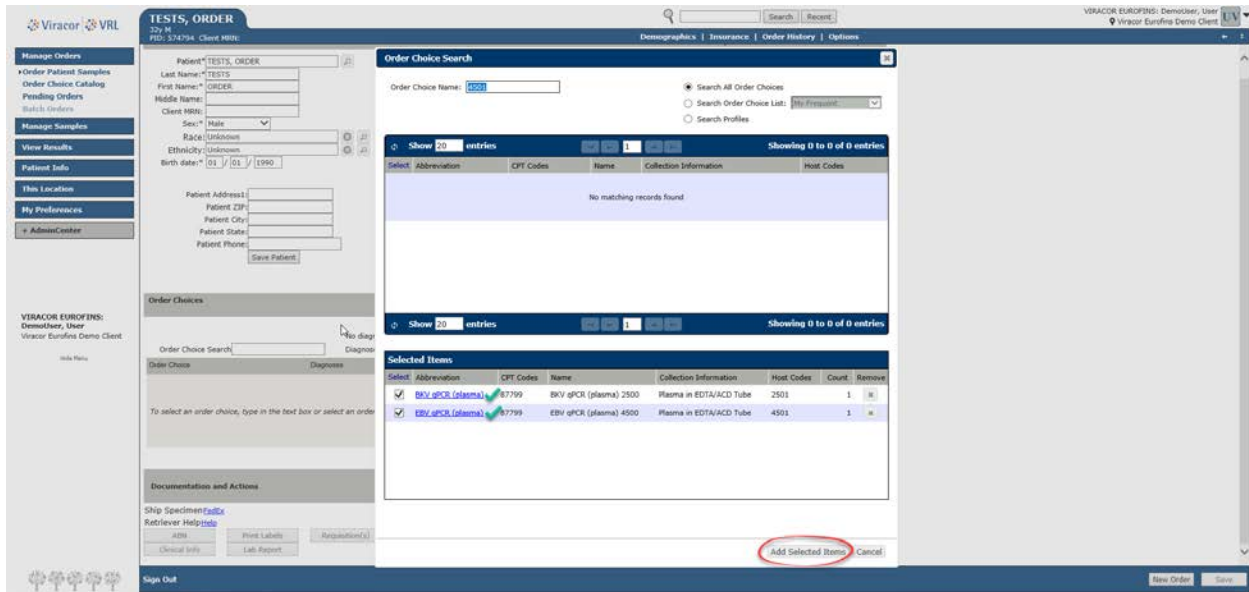 Viracor VRL
TESTS, ORDER
32y M
PID: 574794 Client MRN:
Search Recent
VIRACOR EUROFINS: DemoUser, User
Viracor Eurofins Demo Client
UV
Demographics | Insurance | Order History | Options
Manage Orders
Order Patient Samples
Order Choice Catalog
Pending Orders
Batch Orders
Manage Samples
View Results
Patient Info
This Location
My Preferences
+ AdminCenter
VIRACOR EUROFINS:
DemoUser, User
Viracor Eurofins Demo Client
Hide Menu
Patient* TESTS, ORDER
Last Name:* TESTS
First Name:* ORDER
Middle Name:
Client MRN:
Sex:* Male
Race: Unknown
Ethnicity: Unknown
Birth date:* 01 / 01 / 1990
Patient Address1:
Patient ZIP:
Patient City:
Patient State:
Patient Phone:
Save Patient
Order Choices
No diag
Order Choice Search Diagnos
Order Choice Diagnoses
To select an order choice, type in the text box or select an order
Documentation and Actions
Ship Specimen FedEx
Retriever Help Help
ABN Print Labels Requisition(s)
Clinical Info Lab Report
Order Choice Search
Order Choice Name: 4501
Search All Order Choices
Search Order Choice List: My Frequent
Search Profiles
Show 20 entries 1 Showing 0 to 0 of 0 entries
Select Abbreviation CPT Codes Name Collection Information Host Codes
No matching records found
Show 20 entries 1 Showing 0 to 0 of 0 entries
Selected Items
Select Abbreviation CPT Codes Name Collection Information Host Codes Count Remove
BKV qPCR (plasma) 87799 BKV qPCR (plasma) 2500 Plasma in EDTA/ACD Tube 2501 1
EBV qPCR (plasma) 87799 EBV qPCR (plasma) 4500 Plasma in EDTA/ACD Tube 4501 1
Add Selected Items Cancel
Sign Out
New Order Save